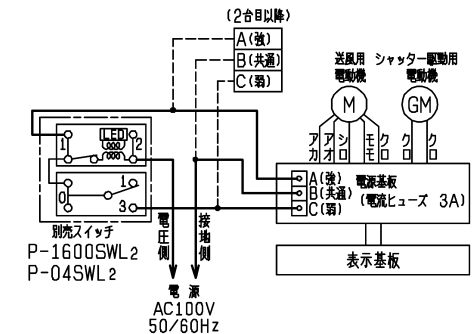 (2台目以降)
A(強)
B(共通)
C(弱)
送風用
電動機
シャッター駆動用
電動機
M
GM
アカ
アオ
シロ
モモ
クロ
クロ
クロ
LED
1
2
0
1
3
A(強)
B(共通)
C(弱)
電源基板
(電流ヒューズ 3A)
表示基板
別売スイッチ
P-1600SWL2
P-04SWL2
電圧側
接地側
電源
AC100V
50/60Hz